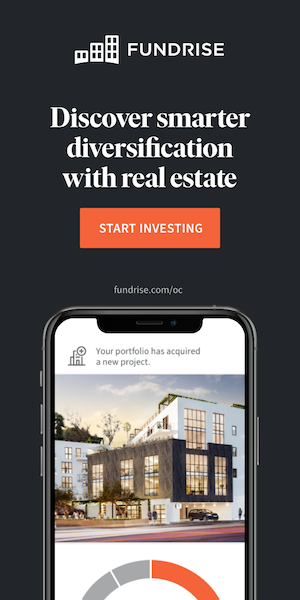 FUNDRISE
Discover smarter
diversification
with real estate
START INVESTING
fundrise.com/oc
Your portfolio has acquired
a new project.